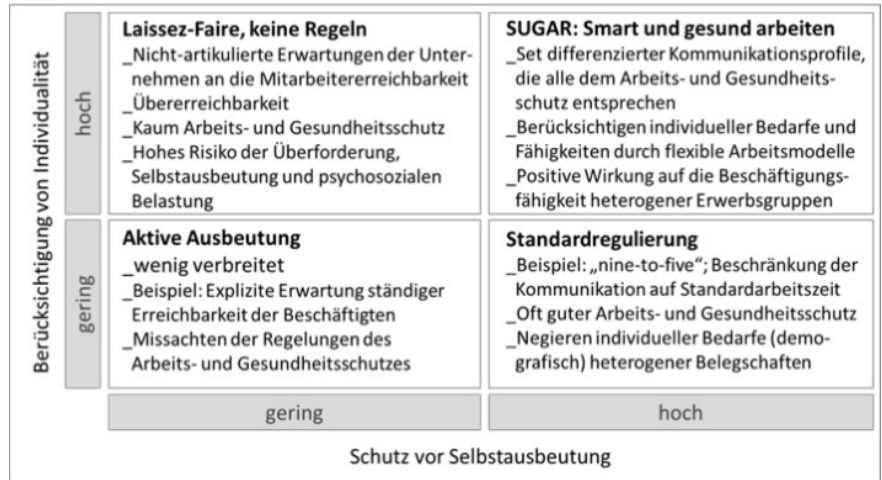 Berücksichtigung von Individualität
hoch
Laissez-Faire, keine Regeln
_Nicht-artikulierte Erwartungen der Unter-
nehmen an die Mitarbeitererreichbarkeit
_Übererreichbarkeit
_Kaum Arbeits- und Gesundheitsschutz
_Hohes Risiko der Überforderung,
Selbstausbeutung und psychosozialen
Belastung
SUGAR: Smart und gesund arbeiten
_Set differenzierter Kommunikationsprofile,
die alle dem Arbeits- und Gesundheits-
schutz entsprechen
_Berücksichtigen individueller Bedarfe und
Fähigkeiten durch flexible Arbeitsmodelle
_Positive Wirkung auf die Beschäftigungs-
fähigkeit heterogener Erwerbsgruppen
gering
Aktive Ausbeutung
_wenig verbreitet
_Beispiel: Explizite Erwartung ständiger
Erreichbarkeit der Beschäftigten
_Missachten der Regelungen des
Arbeits- und Gesundheitsschutzes
Standardregulierung
_Beispiel: „nine-to-five“; Beschränkung der
Kommunikation auf Standardarbeitszeit
_Oft guter Arbeits- und Gesundheitsschutz
_Negieren individueller Bedarfe (demo-
grafisch) heterogener Belegschaften
gering
hoch
Schutz vor Selbstausbeutung